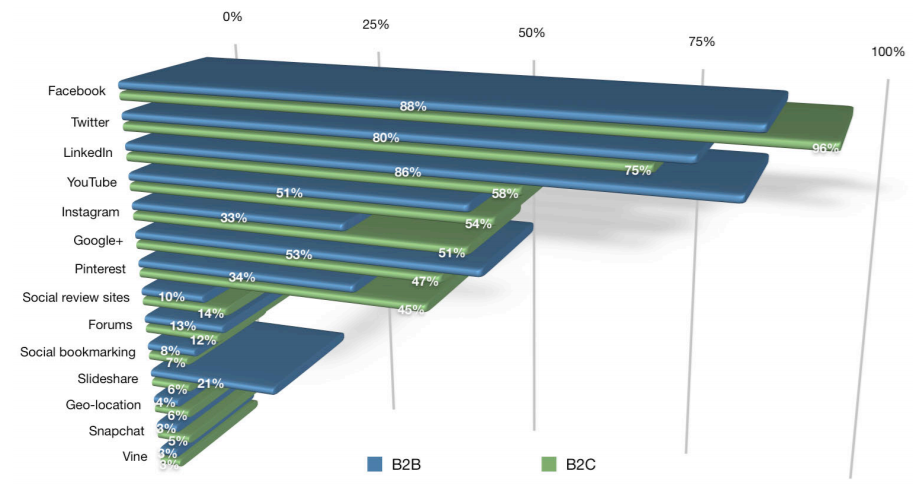 0% 25% 50% 75% 100%
Facebook 88% 96%
Twitter 80% 75%
LinkedIn 86% 58%
YouTube 51% 54%
Instagram 33% 51%
Google+ 53% 47%
Pinterest 34% 45%
Social review sites 10% 14%
Forums 13% 12%
Social bookmarking 8% 7%
Slideshare 21% 6%
Geo-location 4% 6%
Snapchat 3% 5%
Vine 3% 3%
B2B B2C